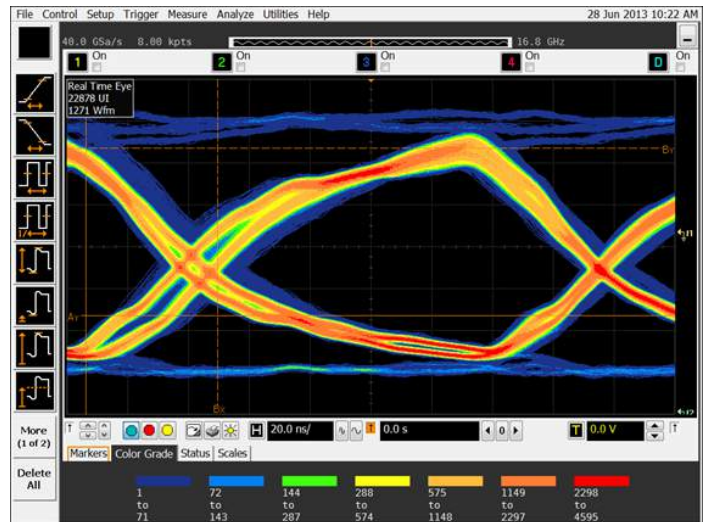 File Control Setup Trigger Measure Analyze Utilities Help 28 Jun 2013 10:22 AM
40.0 GSa/s 8.00 kpts 16.8 GHz
1 On 2 On 3 On 4 On D On
Real Time Eye
22878 UI
1271 Wfm
By
Ay
Bx
More
(1 of 2)
Delete
All
H 20.0 ns/ 0.0 s 0 T 0.0 V
Markers Color Grade Status Scales
1 72 144 288 575 1149 2298
to to to to to to to
71 143 287 574 1148 2297 4595